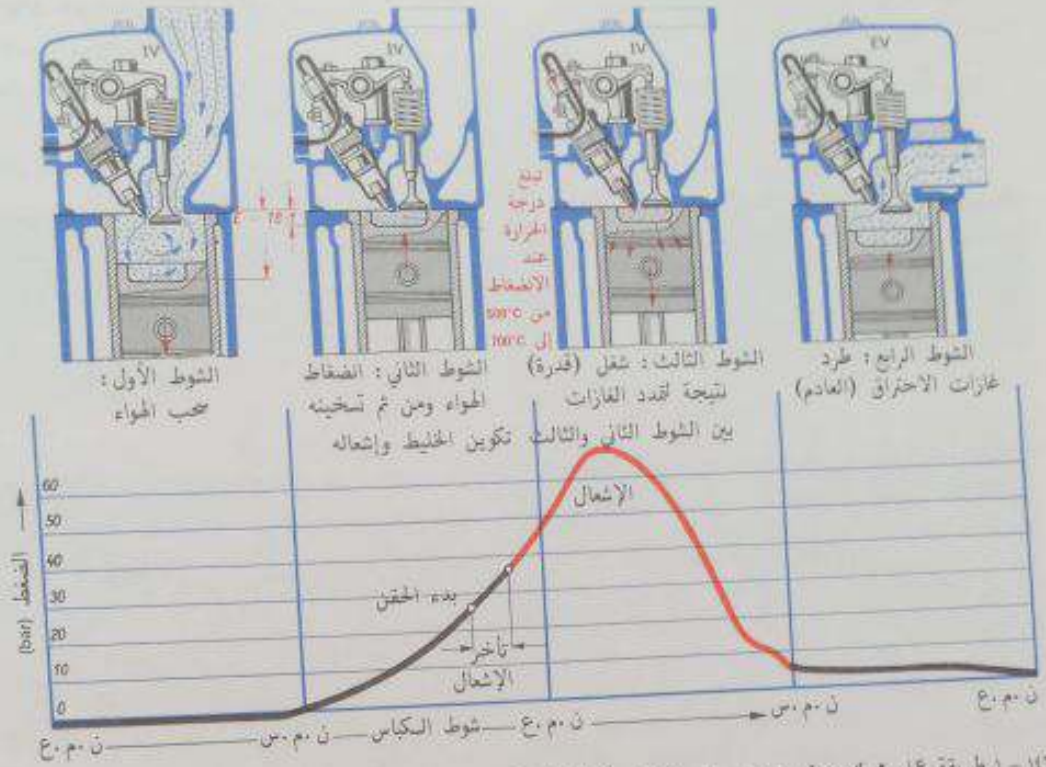 IV
IV
IV
EV
ε
18
تبلغ
درجة
الحرارة
عند
الانضغاط
من 500°C
إلى 700°C
الشوط الأول :
سحب الهواء
الشوط الثاني : انضغاط
الهواء ومن ثم تسخينه
الشوط الثالث : شغل (قدرة)
نتيجة لتمدد الغازات
الشوط الرابع : طرد
غازات الاحتراق (العادم)
بين الشوط الثاني والثالث تكوين الخليط وإشعاله
الضغط (bar)
60
50
40
30
20
10
0
الإشعال
بدء الحقن
تأخر
الإشعال
ن.م.ع
ن.م.س
شوط الكباس
ن.م.ع
ن.م.س
ن.م.ع